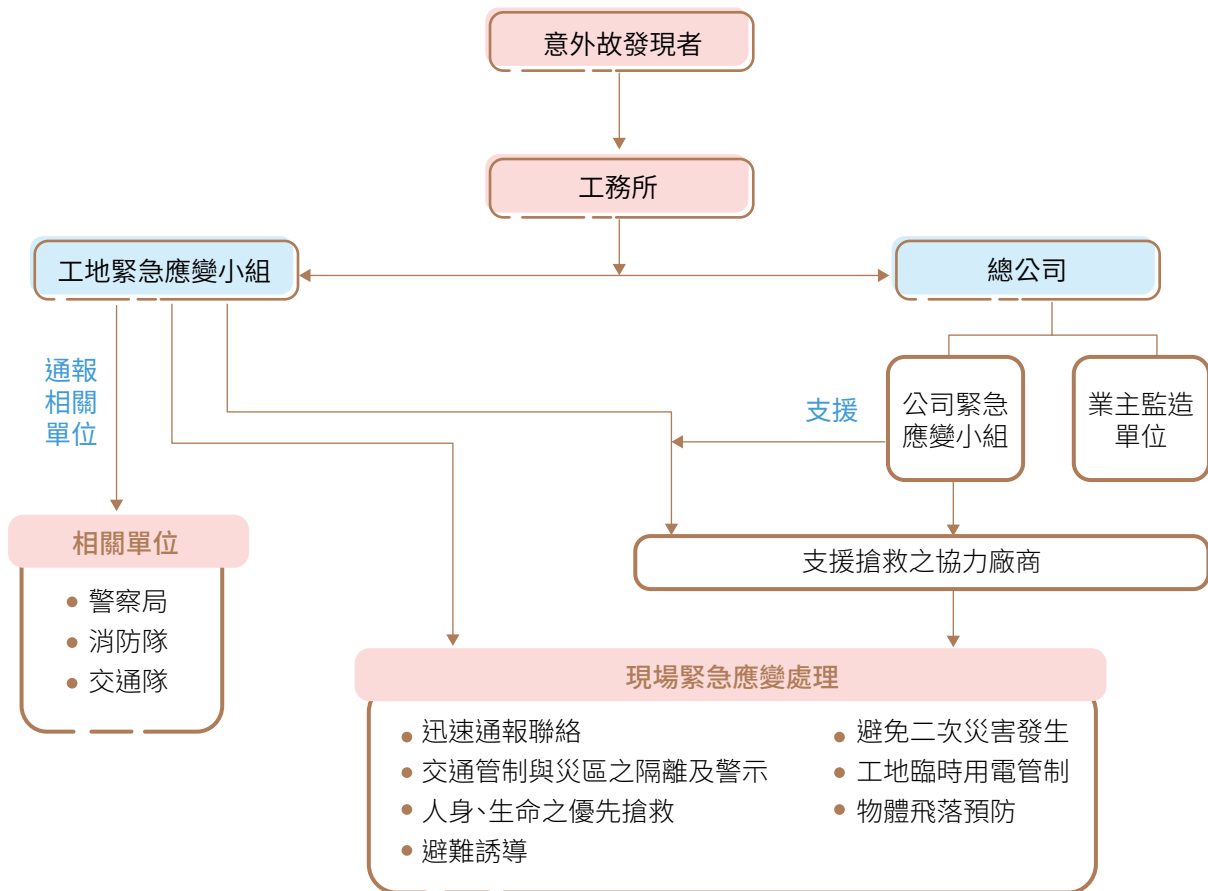 意外故發現者
工務所
工地緊急應變小組
總公司
通報
相關
單位
支援
公司緊急
應變小組
業主監造
單位
相關單位
警察局
消防隊
交通隊
支援搶救之協力廠商
現場緊急應變處理
迅速通報聯絡
交通管制與災區之隔離及警示
人身、生命之優先搶救
避難誘導
避免二次災害發生
工地臨時用電管制
物體飛落預防